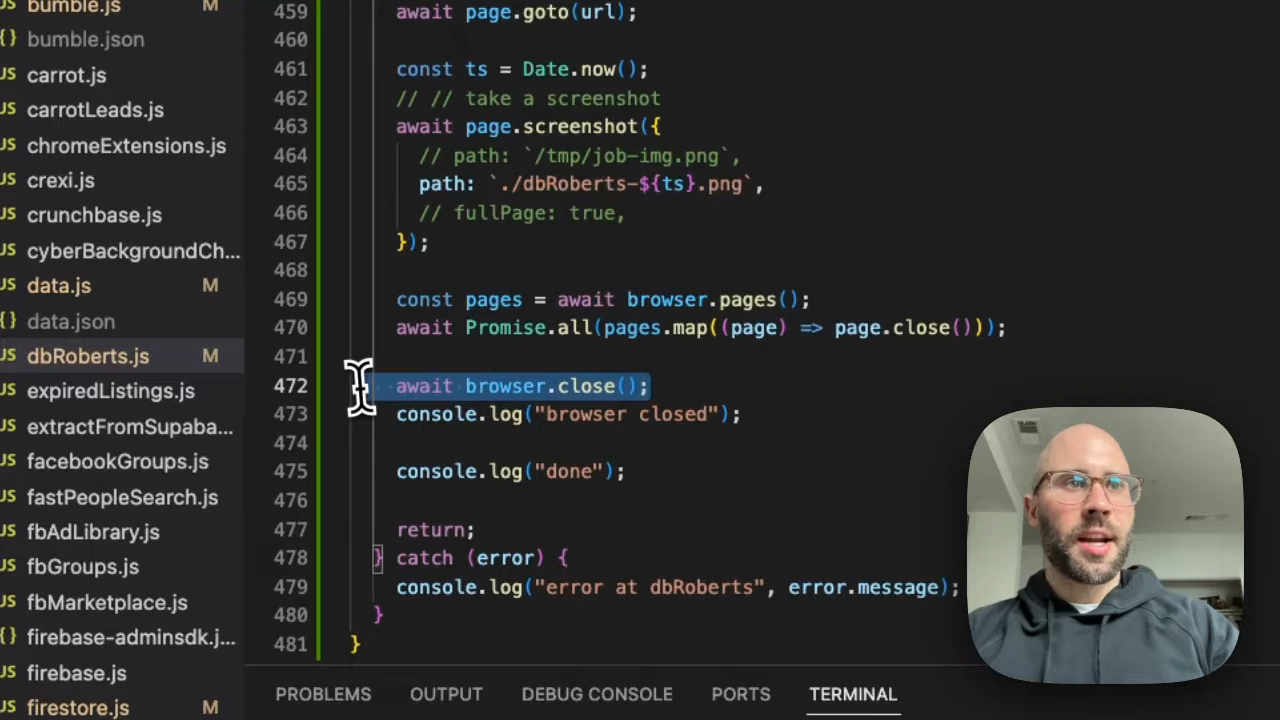 bumble.js M
bumble.json
carrot.js
carrotLeads.js
chromeExtensions.js
crexi.js
crunchbase.js
cyberBackgroundCh...
data.js M
data.json
dbRoberts.js M
expiredListings.js
extractFromSupaba...
facebookGroups.js
fastPeopleSearch.js
fbAdLibrary.js
fbGroups.js
fbMarketplace.js
firebase-adminsdk.j...
firebase.js
firestore.js M
459 await page.goto(url);
460
461 const ts = Date.now();
462 // // take a screenshot
463 await page.screenshot({
464 // path: `/tmp/job-img.png`,
465 path: `./dbRoberts-${ts}.png`,
466 // fullPage: true,
467 });
468
469 const pages = await browser.pages();
470 await Promise.all(pages.map((page) => page.close()));
471
472 await browser.close();
473 console.log("browser closed");
474
475 console.log("done");
476
477 return;
478 } catch (error) {
479 console.log("error at dbRoberts", error.message);
480 }
481 }
PROBLEMS OUTPUT DEBUG CONSOLE PORTS TERMINAL